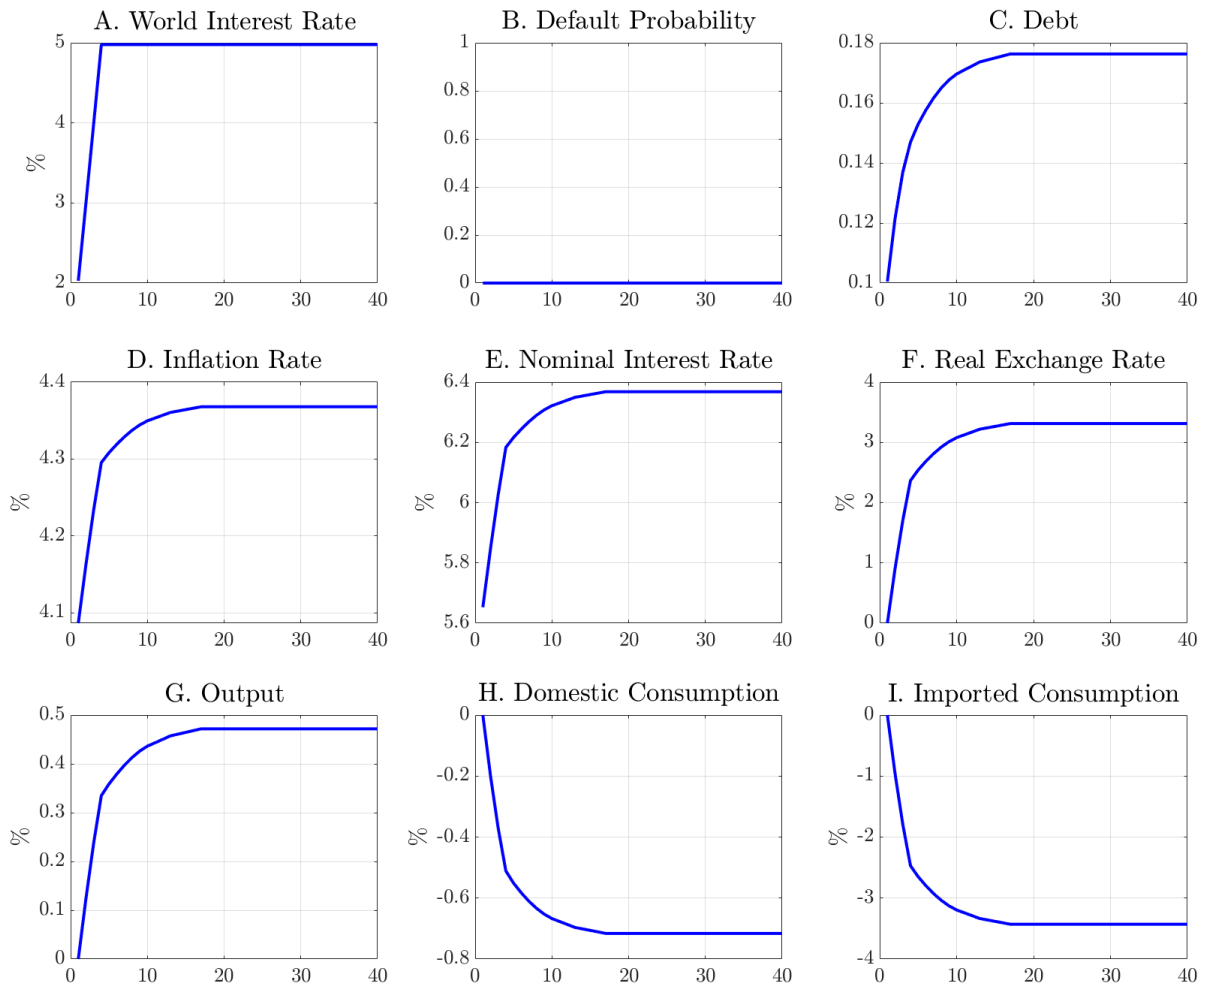 A. World Interest Rate
B. Default Probability
C. Debt
5
4
3
2
%
0 10 20 30 40
1
0.8
0.6
0.4
0.2
0
0 10 20 30 40
0.18
0.16
0.14
0.12
0.1
0 10 20 30 40
D. Inflation Rate
E. Nominal Interest Rate
F. Real Exchange Rate
4.4
4.3
4.2
4.1
%
0 10 20 30 40
6.4
6.2
6
5.8
5.6
%
0 10 20 30 40
4
3
2
1
0
%
0 10 20 30 40
G. Output
H. Domestic Consumption
I. Imported Consumption
0.5
0.4
0.3
0.2
0.1
0
%
0 10 20 30 40
0
-0.2
-0.4
-0.6
-0.8
%
0 10 20 30 40
0
-1
-2
-3
-4
%
0 10 20 30 40